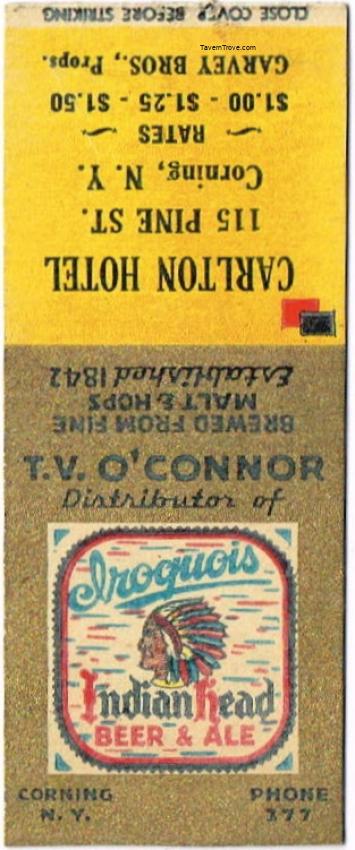 CLOSE COVER BEFORE STRIKING
TavernTrove.com
CARLTON HOTEL
115 PINE ST.
Corning, N. Y.
~ RATES ~
$1.00 - $1.25 - $1.50
GARVEY BROS., Props.
BREWED FROM FINE
MALT & HOPS
Established 1842
T.V. O'CONNOR
Distributor of
Iroquois
Indian Head
BEER & ALE
CORNING
N. Y.
PHONE
377